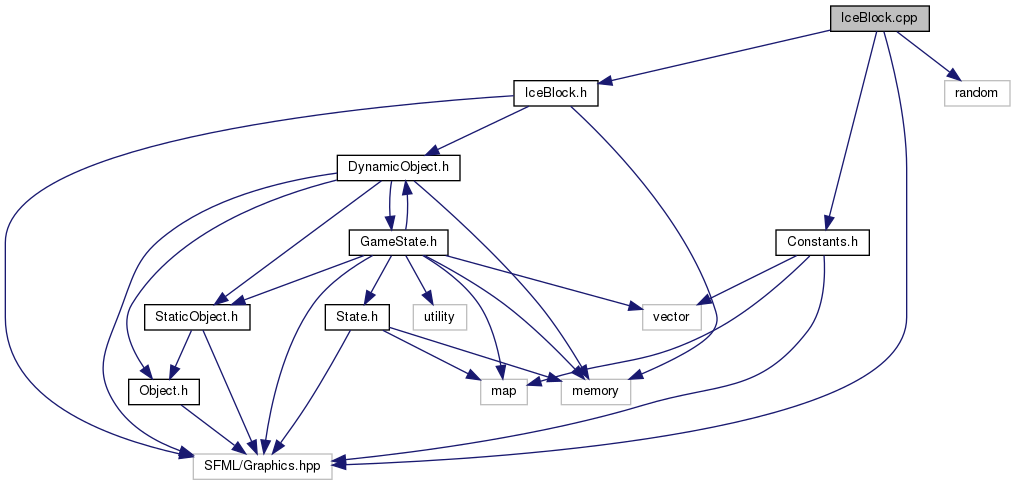 IceBlock.cpp
IceBlock.h
random
DynamicObject.h
GameState.h
Constants.h
StaticObject.h
State.h
utility
vector
Object.h
map
memory
SFML/Graphics.hpp